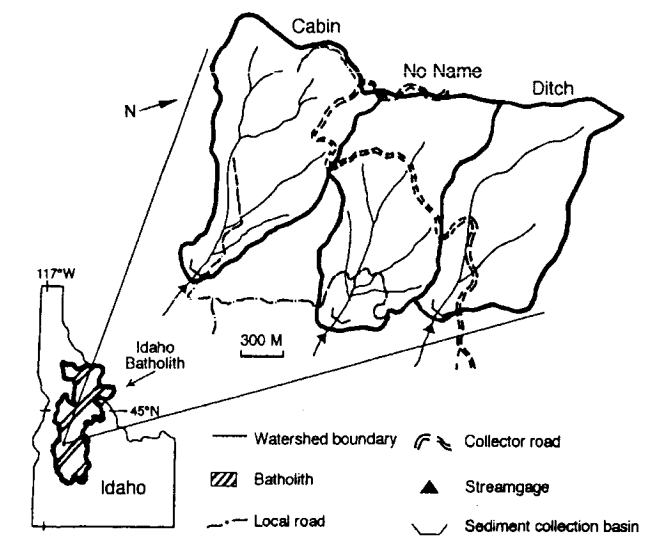 Cabin
No Name
Ditch
N
117°W
300 M
Idaho
Batholith
45°N
Idaho
Watershed boundary
Collector road
Batholith
Streamgage
Local road
Sediment collection basin